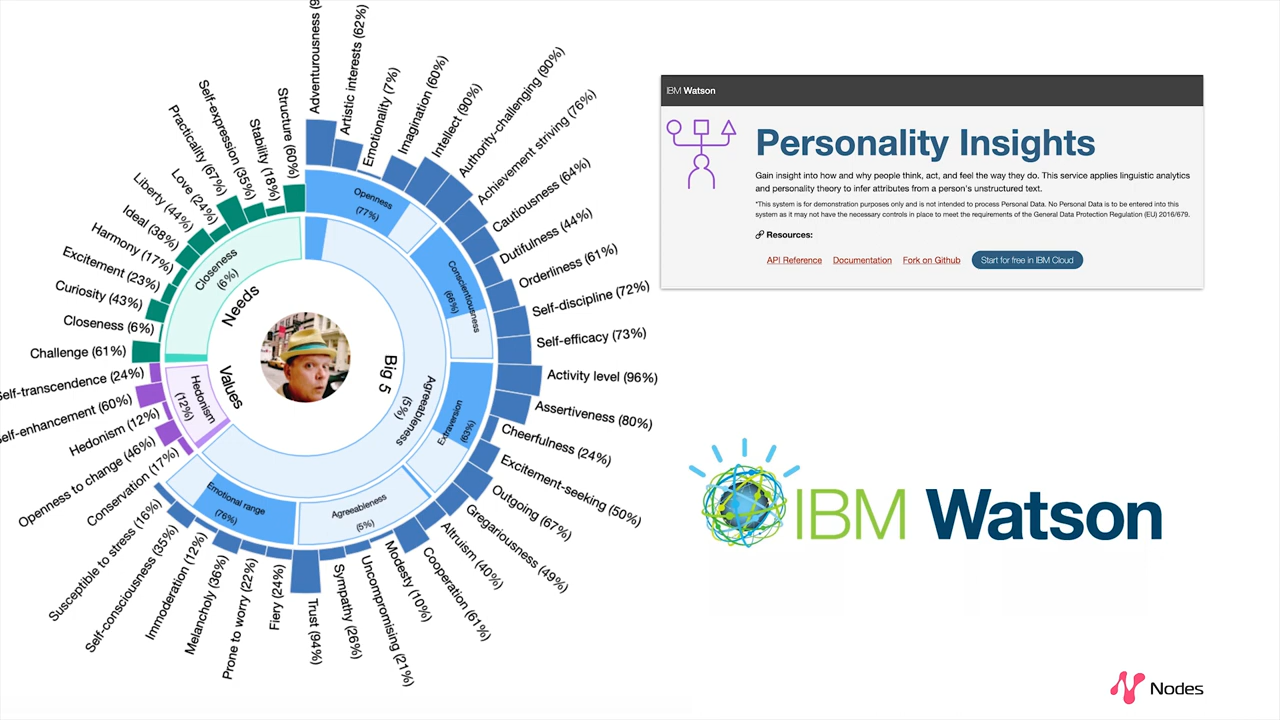 Adventurousness (9
Artistic interests (62%)
Emotionality (7%)
Imagination (60%)
Intellect (90%)
Authority-challenging (90%)
Achievement striving (76%)
Cautiousness (64%)
Dutifulness (44%)
Orderliness (61%)
Self-discipline (72%)
Self-efficacy (73%)
Activity level (96%)
Assertiveness (80%)
Cheerfulness (24%)
Excitement-seeking (50%)
Outgoing (67%)
Gregariousness (49%)
Altruism (40%)
Cooperation (61%)
Modesty (10%)
Uncompromising (21%)
Sympathy (26%)
Trust (94%)
Fiery (24%)
Prone to worry (22%)
Melancholy (36%)
Immoderation (12%)
Self-consciousness (35%)
Susceptible to stress (16%)
Conservation (17%)
Openness to change (46%)
Hedonism (12%)
elf-enhancement (60%)
Self-transcendence (24%)
Challenge (61%)
Closeness (6%)
Curiosity (43%)
Excitement (23%)
Harmony (17%)
Ideal (38%)
Liberty (44%)
Love (24%)
Practicality (67%)
Self-expression (35%)
Stability (18%)
Structure (60%)
Openness
(77%)
Conscientiousness
(66%)
Extraversion
(63%)
Agreeableness
(5%)
Emotional range
(76%)
Hedonism
(12%)
Closeness
(6%)
Agreeableness
(5%)
Needs
Values
Big 5
IBM Watson
Personality Insights
Gain insight into how and why people think, act, and feel the way they do. This service applies linguistic analytics
and personality theory to infer attributes from a person's unstructured text.
*This system is for demonstration purposes only and is not intended to process Personal Data. No Personal Data is to be entered into this
system as it may not have the necessary controls in place to meet the requirements of the General Data Protection Regulation (EU) 2016/679.
Resources:
API Reference Documentation Fork on Github Start for free in IBM Cloud
IBM Watson
Nodes